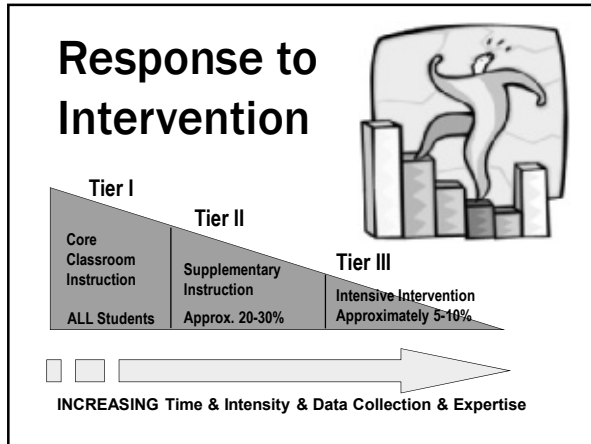 Response to
Intervention
Tier I
Core
Classroom
Instruction
ALL Students
Tier II
Supplementary
Instruction
Approx. 20-30%
Tier III
Intensive Intervention
Approximately 5-10%
INCREASING Time & Intensity & Data Collection & Expertise